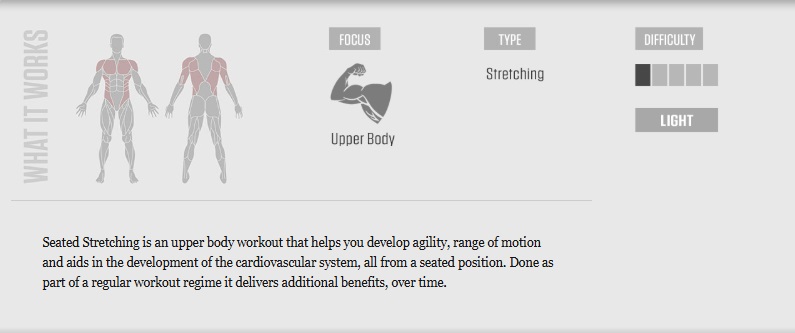 WHAT IT WORKS
FOCUS
Upper Body
TYPE
Stretching
DIFFICULTY
LIGHT
Seated Stretching is an upper body workout that helps you develop agility, range of motion
and aids in the development of the cardiovascular system, all from a seated position. Done as
part of a regular workout regime it delivers additional benefits, over time.